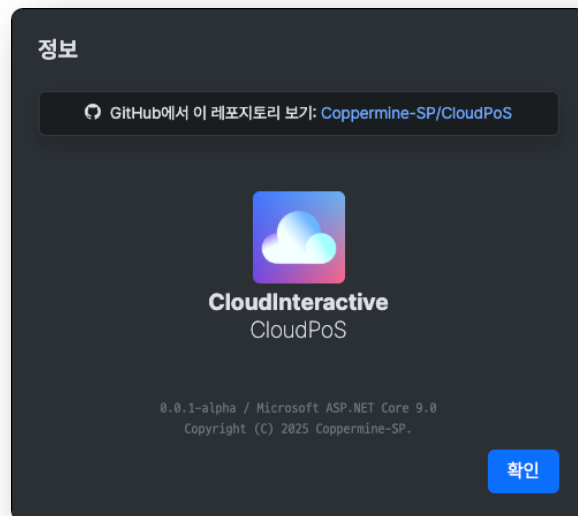 정보
GitHub에서 이 레포지토리 보기: Coppermine-SP/CloudPoS
CloudInteractive
CloudPoS
0.0.1-alpha / Microsoft ASP.NET Core 9.0
Copyright (C) 2025 Coppermine-SP.
확인